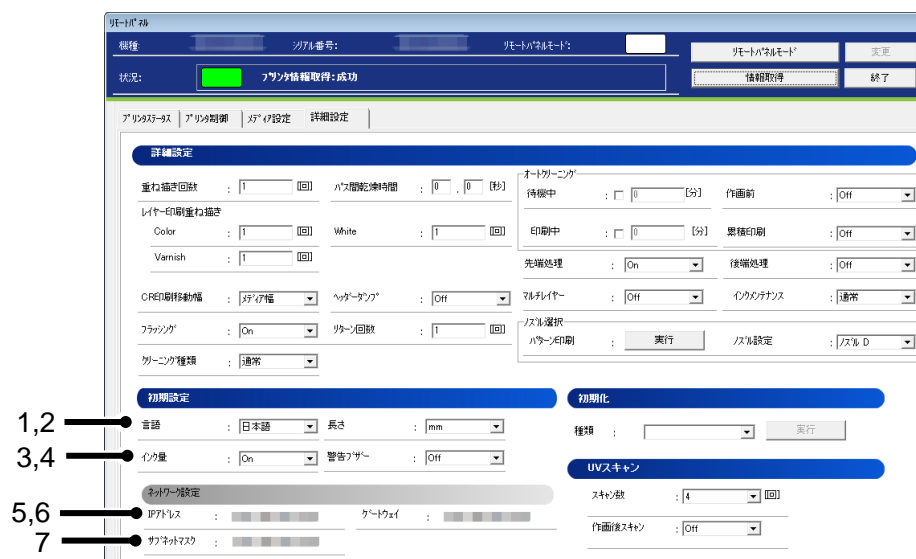 ﾘﾓｰﾄﾊﾟﾈﾙ
機種: ｼﾘｱﾙ番号: ﾘﾓｰﾄﾊﾟﾈﾙﾓｰﾄﾞ: ﾘﾓｰﾄﾊﾟﾈﾙﾓｰﾄﾞ 変更
状況: ﾌﾟﾘﾝﾀ情報取得:成功 情報取得 終了
ﾌﾟﾘﾝﾀｽﾃｰﾀｽ ﾌﾟﾘﾝﾀ制御 ﾒﾃﾞｨｱ設定 詳細設定
詳細設定
重ね描き回数 : 1 [回] ﾊﾟｽ間乾燥時間 : 0 . 0 [秒]
ｵｰﾄｸﾘｰﾆﾝｸﾞ
待機中 : 0 [分] 作画前 : Off
ﾚｲﾔｰ印刷重ね描き
Color : 1 [回] White : 1 [回] 印刷中 : 0 [分] 累積印刷 : Off
Varnish : 1 [回] 先端処理 : On 後端処理 : Off
CR印刷移動幅 : ﾒﾃﾞｨｱ幅 ﾍｯﾀﾞｰﾀﾞﾝﾌﾟ : Off ﾏﾙﾁﾚｲﾔｰ : Off ｲﾝｸﾒﾝﾃﾅﾝｽ : 通常
ﾉｽﾞﾙ選択
ﾌﾗｯｼﾝｸﾞ : On ﾘﾀｰﾝ回数 : 1 [回] ﾊﾟﾀｰﾝ印刷 : 実行 ﾉｽﾞﾙ設定 : ﾉｽﾞﾙ D
ｸﾘｰﾆﾝｸﾞ種類 : 通常
初期設定 初期化
1,2 言語 : 日本語 長さ : mm 種類 : 実行
3,4 ｲﾝｸ量 : On 警告ﾌﾞｻﾞｰ : Off
UVスキャン
ﾈｯﾄﾜｰｸ設定 ｽｷｬﾝ数 : 4 [回]
5,6 IPｱﾄﾞﾚｽ : ｹﾞｰﾄｳｪｲ :
作画後ｽｷｬﾝ : Off
7 ｻﾌﾞﾈｯﾄﾏｽｸ :